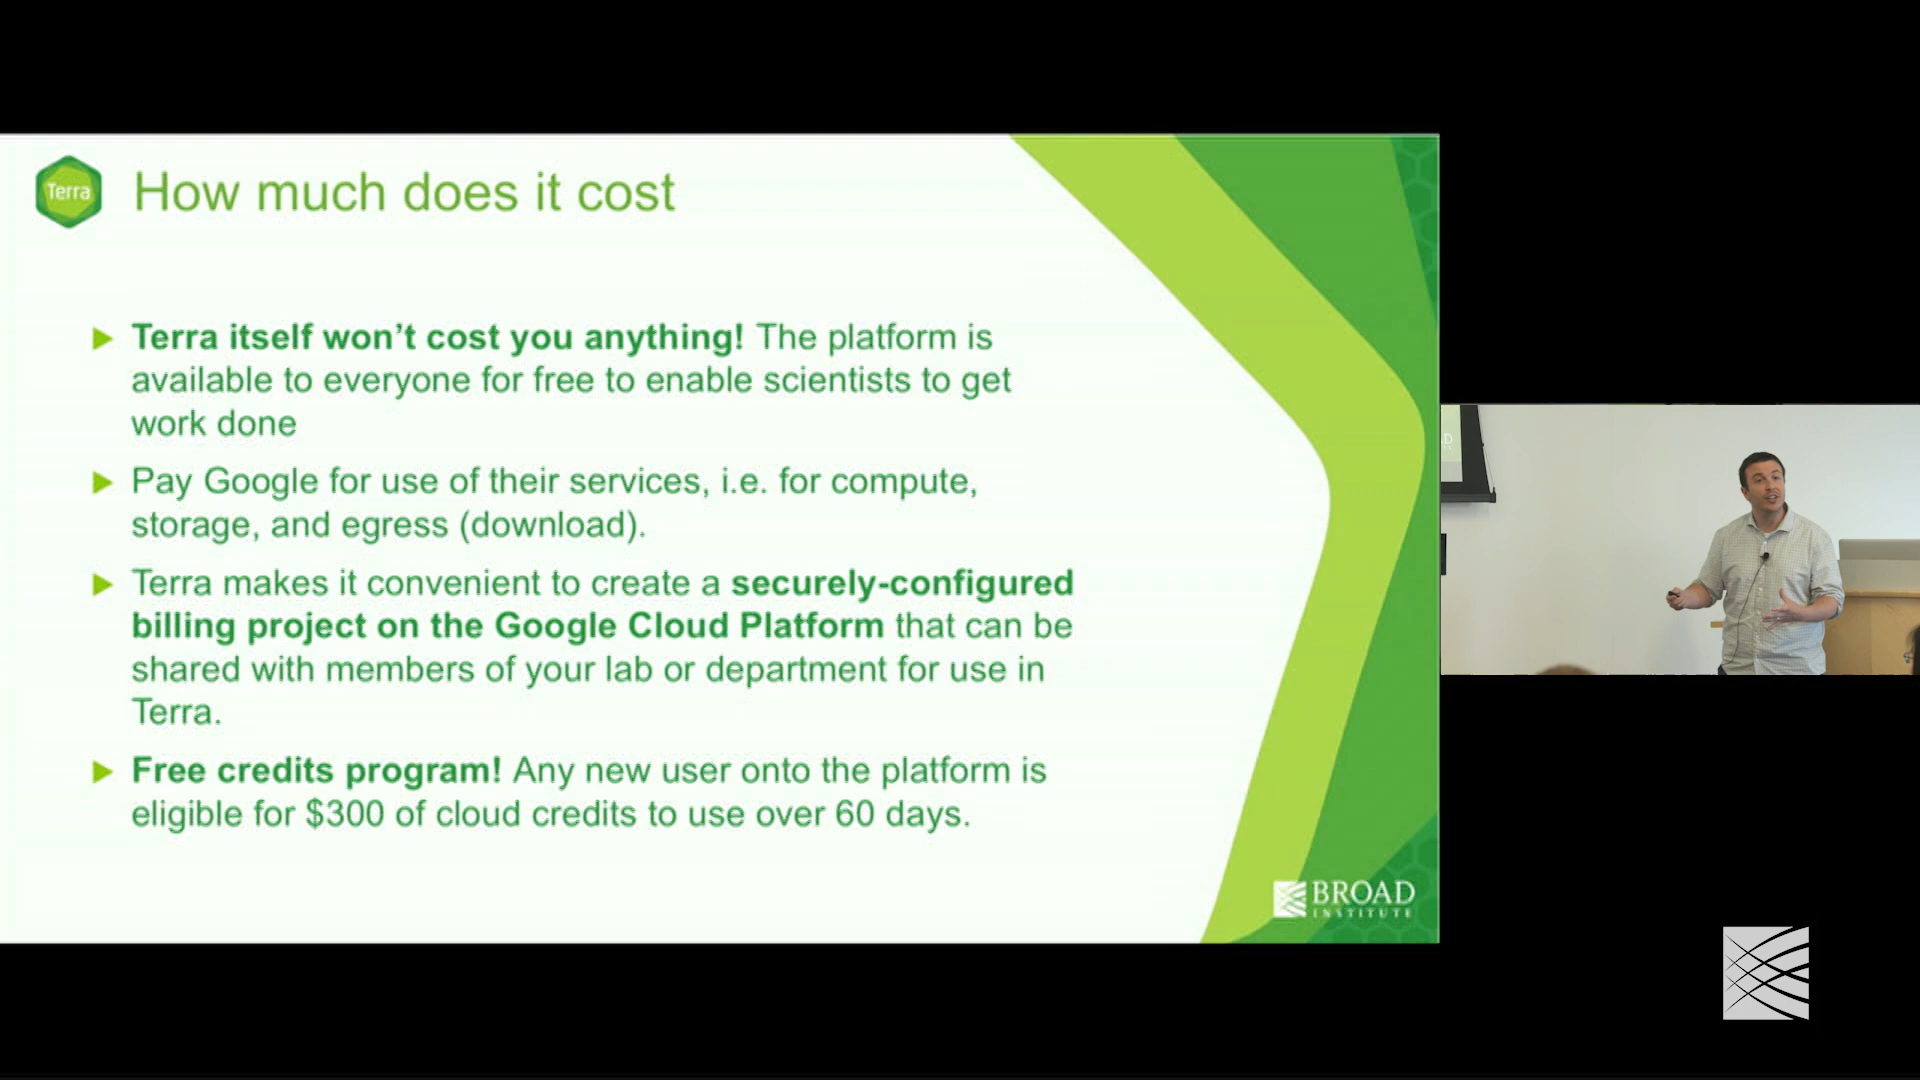 Terra
How much does it cost
Terra itself won’t cost you anything! The platform is
available to everyone for free to enable scientists to get
work done
Pay Google for use of their services, i.e. for compute,
storage, and egress (download).
Terra makes it convenient to create a securely-configured
billing project on the Google Cloud Platform that can be
shared with members of your lab or department for use in
Terra.
Free credits program! Any new user onto the platform is
eligible for $300 of cloud credits to use over 60 days.
BROAD
INSTITUTE